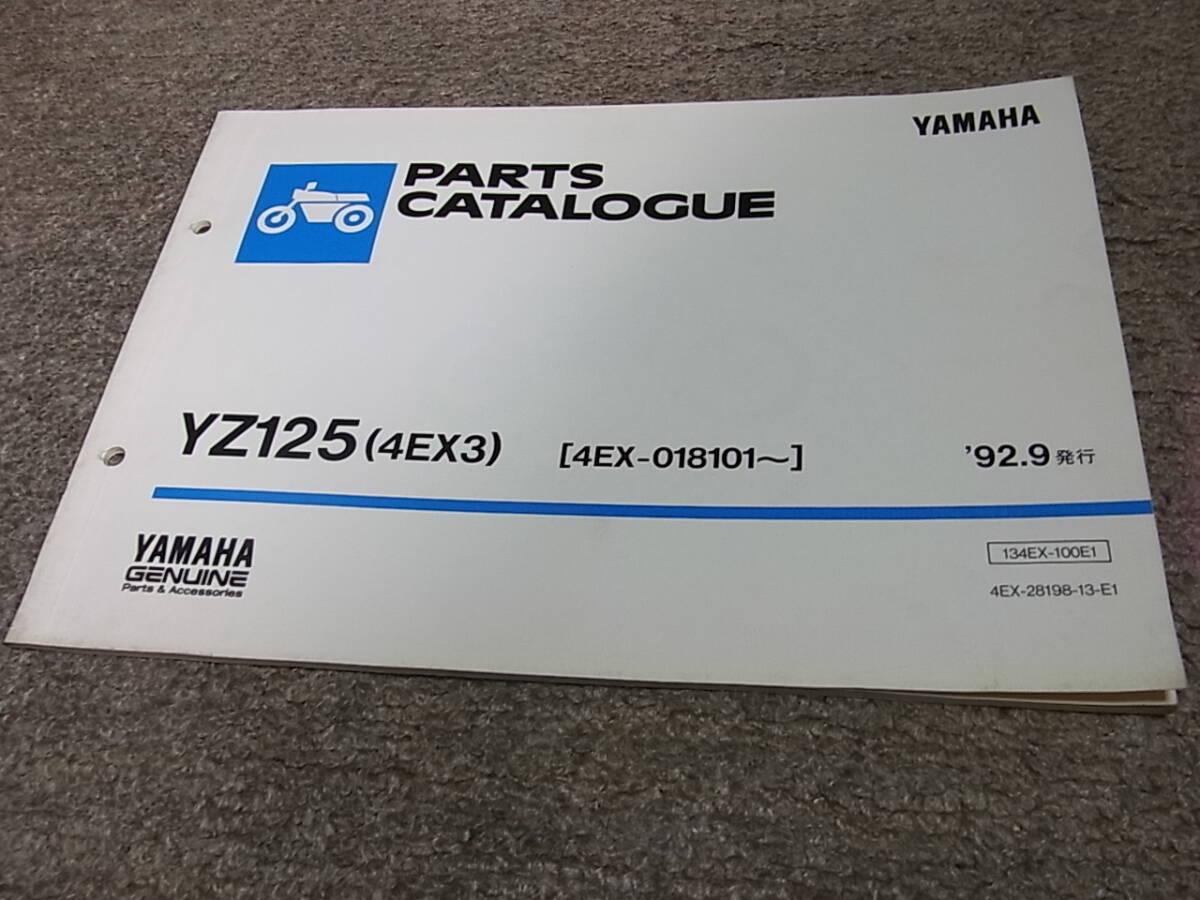 YAMAHA
PARTS
CATALOGUE
YZ125 (4EX3) [4EX-018101~] '92.9 発行
YAMAHA
GENUINE
Parts & Accessories
134EX-100E1
4EX-28198-13-E1